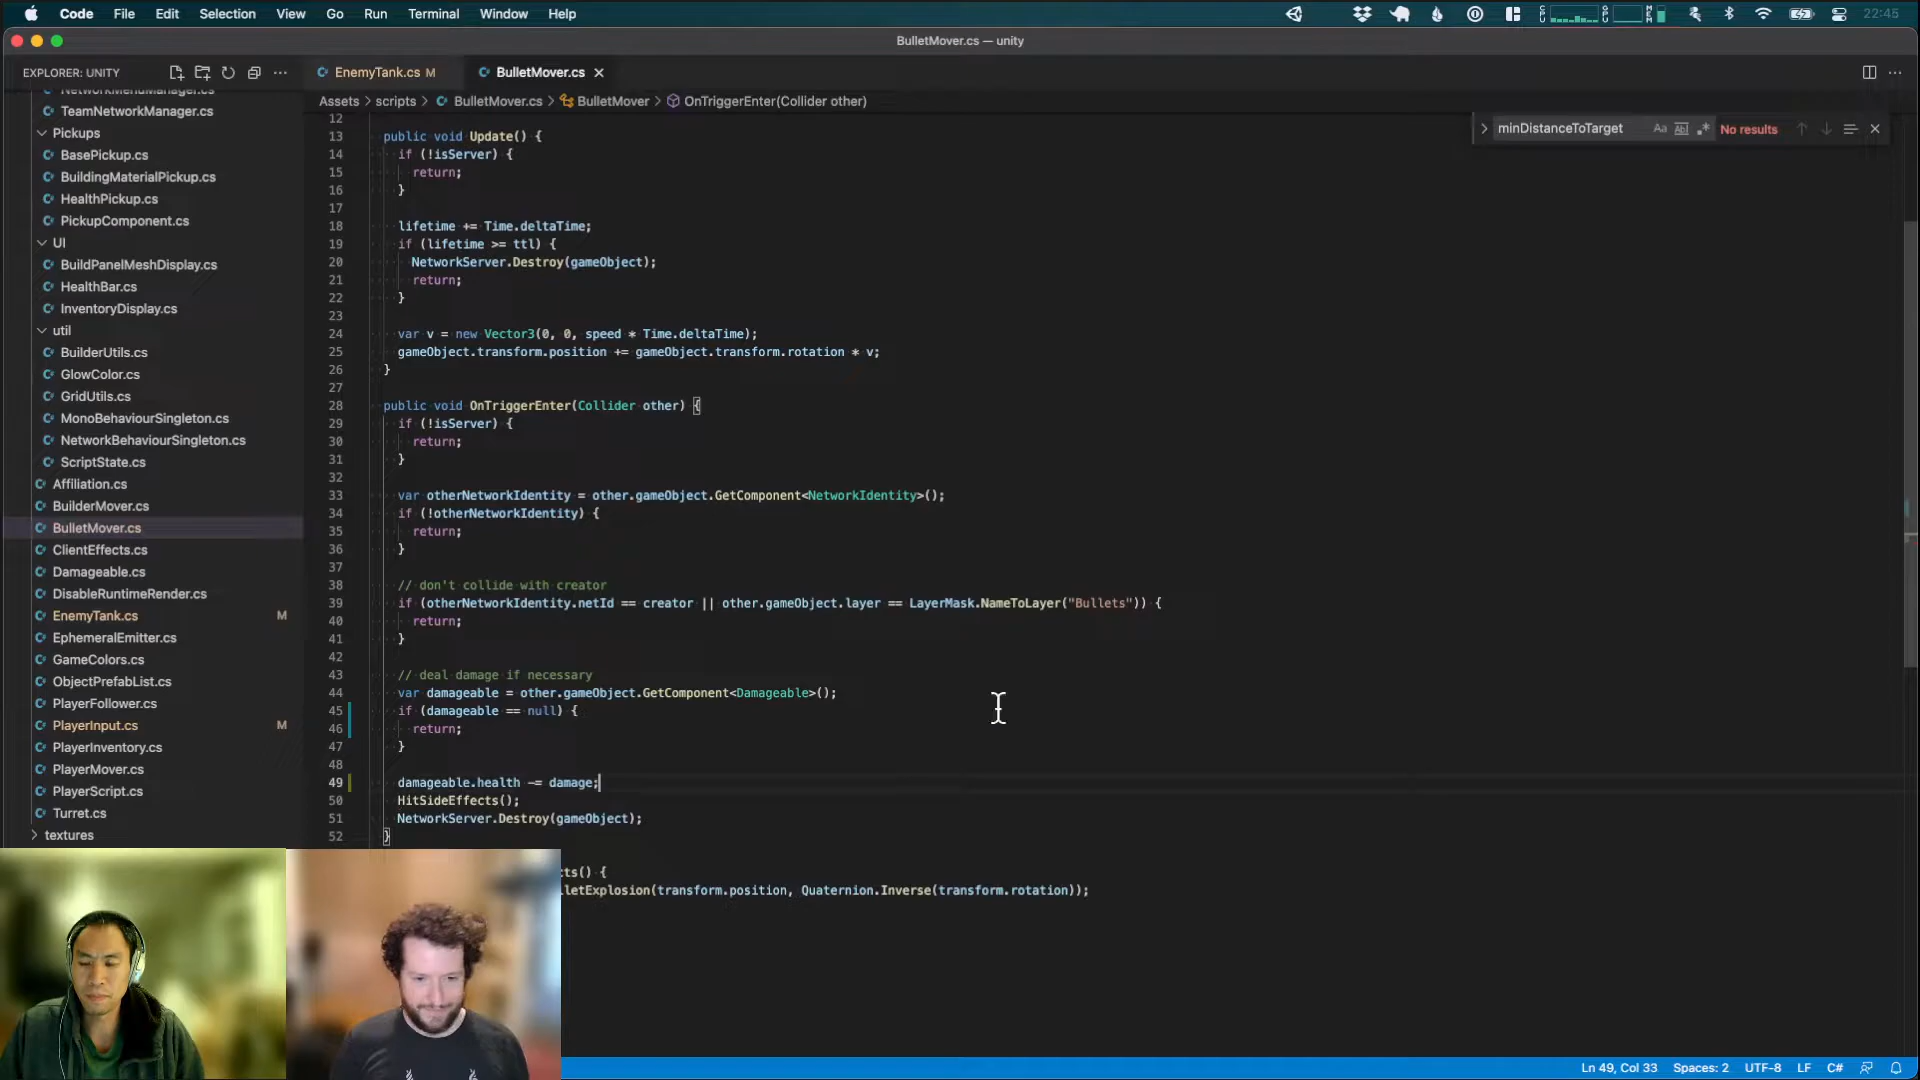 Code File Edit Selection View Go Run Terminal Window Help 22:45
BulletMover.cs — unity
EXPLORER: UNITY
NetworkMenuManager.cs
TeamNetworkManager.cs
Pickups
BasePickup.cs
BuildingMaterialPickup.cs
HealthPickup.cs
PickupComponent.cs
UI
BuildPanelMeshDisplay.cs
HealthBar.cs
InventoryDisplay.cs
util
BuilderUtils.cs
GlowColor.cs
GridUtils.cs
MonoBehaviourSingleton.cs
NetworkBehaviourSingleton.cs
ScriptState.cs
Affiliation.cs
BuilderMover.cs
BulletMover.cs
ClientEffects.cs
Damageable.cs
DisableRuntimeRender.cs
EnemyTank.cs M
EphemeralEmitter.cs
GameColors.cs
ObjectPrefabList.cs
PlayerFollower.cs
PlayerInput.cs M
PlayerInventory.cs
PlayerMover.cs
PlayerScript.cs
Turret.cs
textures
EnemyTank.cs M BulletMover.cs
Assets > scripts > BulletMover.cs > BulletMover > OnTriggerEnter(Collider other)
minDistanceToTarget No results
12
13 public void Update() {
14 if (!isServer) {
15 return;
16 }
17
18 lifetime += Time.deltaTime;
19 if (lifetime >= ttl) {
20 NetworkServer.Destroy(gameObject);
21 return;
22 }
23
24 var v = new Vector3(0, 0, speed * Time.deltaTime);
25 gameObject.transform.position += gameObject.transform.rotation * v;
26 }
27
28 public void OnTriggerEnter(Collider other) {
29 if (!isServer) {
30 return;
31 }
32
33 var otherNetworkIdentity = other.gameObject.GetComponent<NetworkIdentity>();
34 if (!otherNetworkIdentity) {
35 return;
36 }
37
38 // don't collide with creator
39 if (otherNetworkIdentity.netId == creator || other.gameObject.layer == LayerMask.NameToLayer("Bullets")) {
40 return;
41 }
42
43 // deal damage if necessary
44 var damageable = other.gameObject.GetComponent<Damageable>();
45 if (damageable == null) {
46 return;
47 }
48
49 damageable.health -= damage;
50 HitSideEffects();
51 NetworkServer.Destroy(gameObject);
52 }
cts() {
lletExplosion(transform.position, Quaternion.Inverse(transform.rotation));
Ln 49, Col 33 Spaces: 2 UTF-8 LF C#